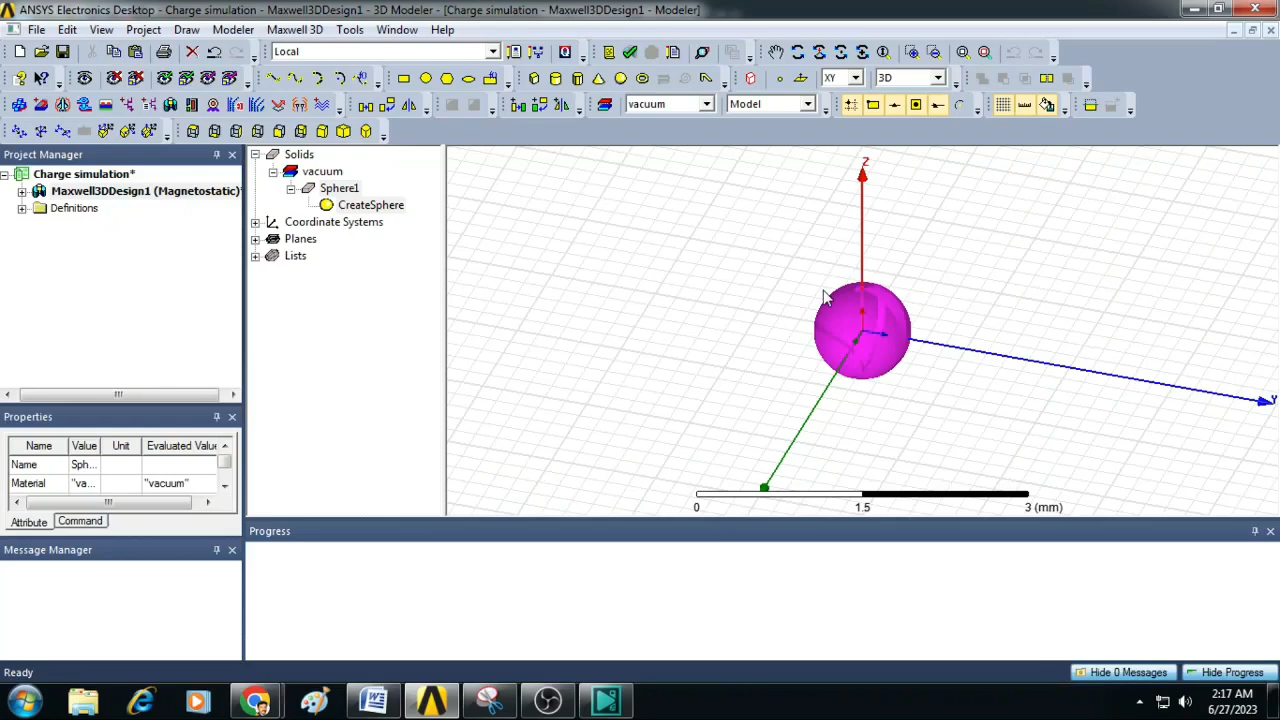 ANSYS Electronics Desktop - Charge simulation - Maxwell3DDesign1 - 3D Modeler - [Charge simulation - Maxwell3DDesign1 - Modeler]
File Edit View Project Draw Modeler Maxwell 3D Tools Window Help
Local
XY 3D
vacuum Model
Project Manager
Charge simulation*
Maxwell3DDesign1 (Magnetostatic)*
Definitions
Solids
vacuum
Sphere1
CreateSphere
Coordinate Systems
Planes
Lists
Z
Y
0 1.5 3 (mm)
Properties
Name Value Unit Evaluated Value
Name Sph...
Material "va... "vacuum"
Attribute Command
Progress
Message Manager
Ready
Hide 0 Messages Hide Progress
2:17 AM
6/27/2023